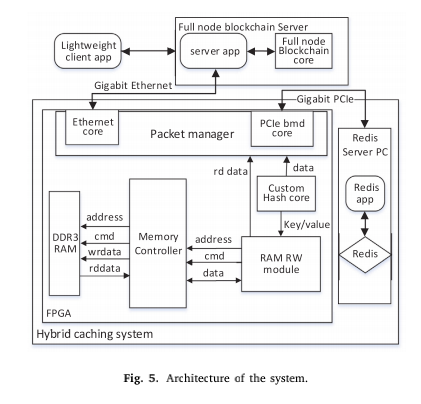 Full node blockchain Server
Lightweight
client app
server app
Full node
Blockchain
core
Gigabit Ethernet
Gigabit PCIe
Ethernet
core
Packet manager
PCIe bmd
core
Redis
Server PC
rd data
data
Custom
Hash core
Redis
app
Key/value
DDR3
RAM
address
cmd
wrdata
rddata
Memory
Controller
address
cmd
data
RAM RW
module
Redis
FPGA
Hybrid caching system
Fig. 5. Architecture of the system.